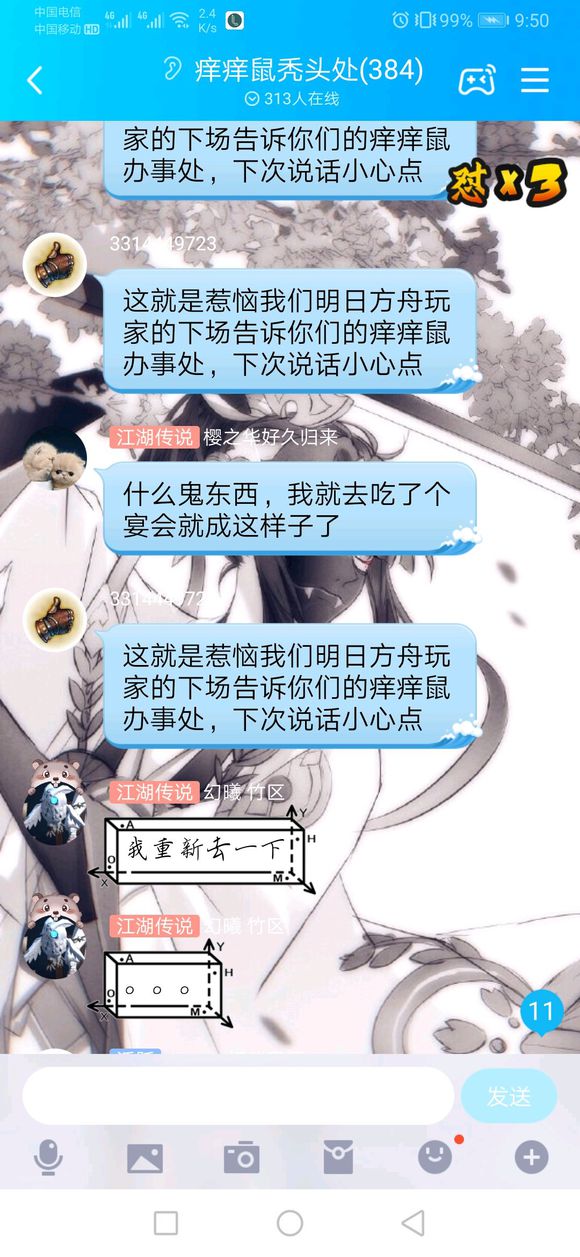 中国电信
中国移动 HD
4G
4G
2.4
K/s
99%
9:50
痒痒鼠秃头处(384)
313人在线
家的下场告诉你们的痒痒鼠
办事处，下次说话小心点
怼x3
3314449723
这就是惹恼我们明日方舟玩
家的下场告诉你们的痒痒鼠
办事处，下次说话小心点
江湖传说 樱之华好久归来
什么鬼东西，我就去吃了个
宴会就成这样子了
这就是惹恼我们明日方舟玩
家的下场告诉你们的痒痒鼠
办事处，下次说话小心点
江湖传说 幻曦 竹区
A
Y
H
我重新去一下
O
X
M
江湖传说 幻曦 竹区
A
Y
H
。。。
O
X
M
11
发送